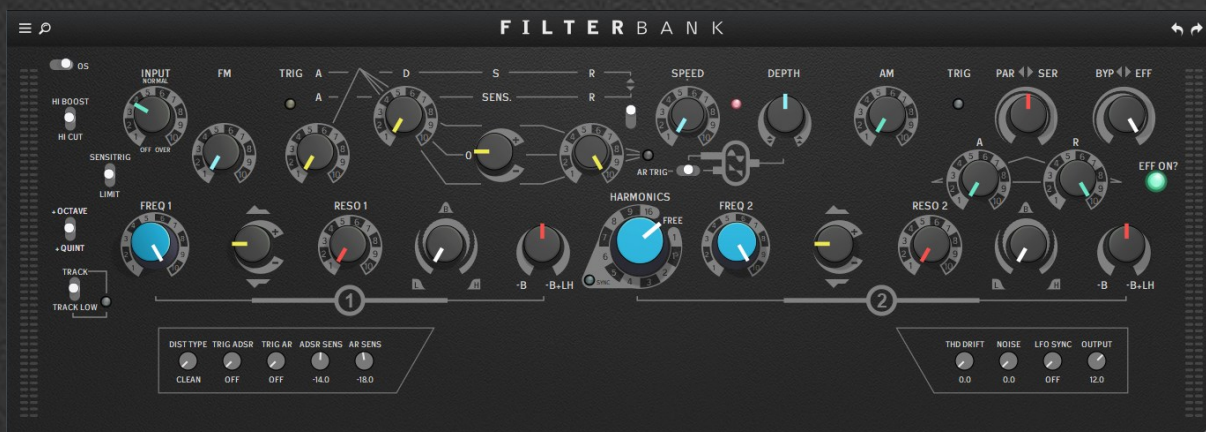 FILTERBANK
OS
INPUT
NORMAL
OFF OVER
FM
TRIG A D S R
A SENS. R
SPEED
DEPTH
AM
TRIG
PAR SER
BYP EFF
HI BOOST
HI CUT
SENSITRIG
LIMIT
0
+
-
AR TRIG
A
R
EFF ON?
+OCTAVE
+QUINT
TRACK
TRACK LOW
FREQ 1
+
-
RESO 1
B
L H
-B -B+LH
HARMONICS
FREE
SYNC
FREQ 2
+
-
RESO 2
B
L H
-B -B+LH
1
2
DIST TYPE TRIG ADSR TRIG AR ADSR SENS AR SENS
CLEAN OFF OFF -14.0 -18.0
THD DRIFT NOISE LFO SYNC OUTPUT
0.0 0.0 OFF 12.0